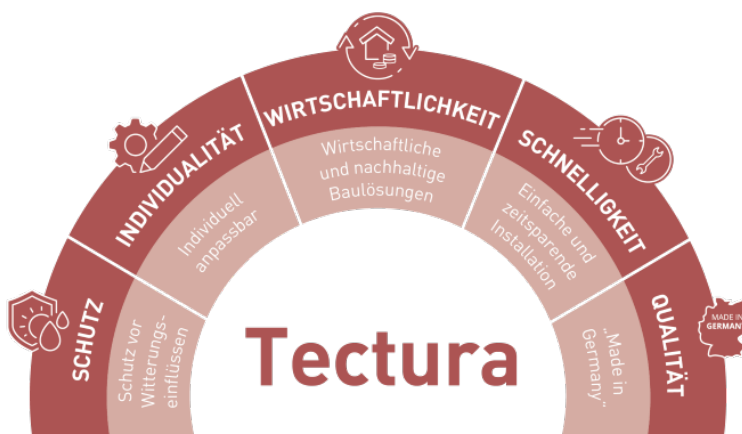 SCHUTZ
Schutz vor
Witterungs-
einflüssen
INDIVIDUALITÄT
Individuell
anpassbar
WIRTSCHAFTLICHKEIT
Wirtschaftliche
und nachhaltige
Baulösungen
SCHNELLIGKEIT
Einfache und
zeitsparende
Installation
QUALITÄT
„Made in
Germany“
MADE IN
GERMANY
Tectura